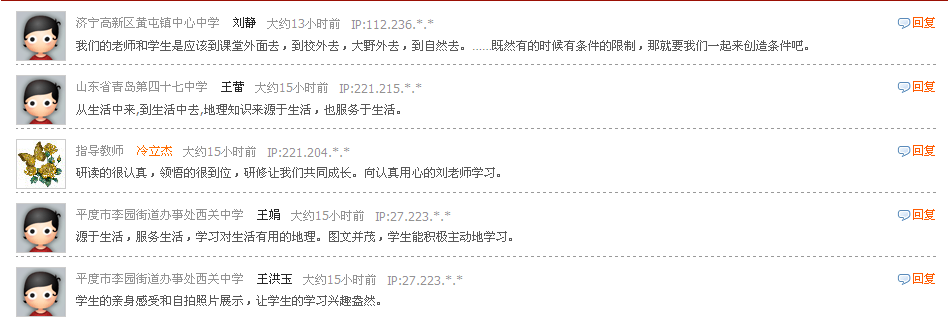 济宁高新区黄屯镇中心中学 刘静 大约13小时前 IP:112.236.*.* 回复
我们的老师和学生是应该到课堂外面去，到校外去，大野外去，到自然去。……既然有的时候有条件的限制，那就要我们一起来创造条件吧。
山东省青岛第四十七中学 王蕾 大约15小时前 IP:221.215.*.* 回复
从生活中来,到生活中去,地理知识来源于生活，也服务于生活。
指导教师 冷立杰 大约15小时前 IP:221.204.*.* 回复
研读的很认真，领悟的很到位，研修让我们共同成长。向认真用心的刘老师学习。
平度市李园街道办事处西关中学 王娟 大约15小时前 IP:27.223.*.* 回复
源于生活，服务生活，学习对生活有用的地理。图文并茂，学生能积极主动地学习。
平度市李园街道办事处西关中学 王洪玉 大约15小时前 IP:27.223.*.* 回复
学生的亲身感受和自拍照片展示，让学生的学习兴趣盎然。